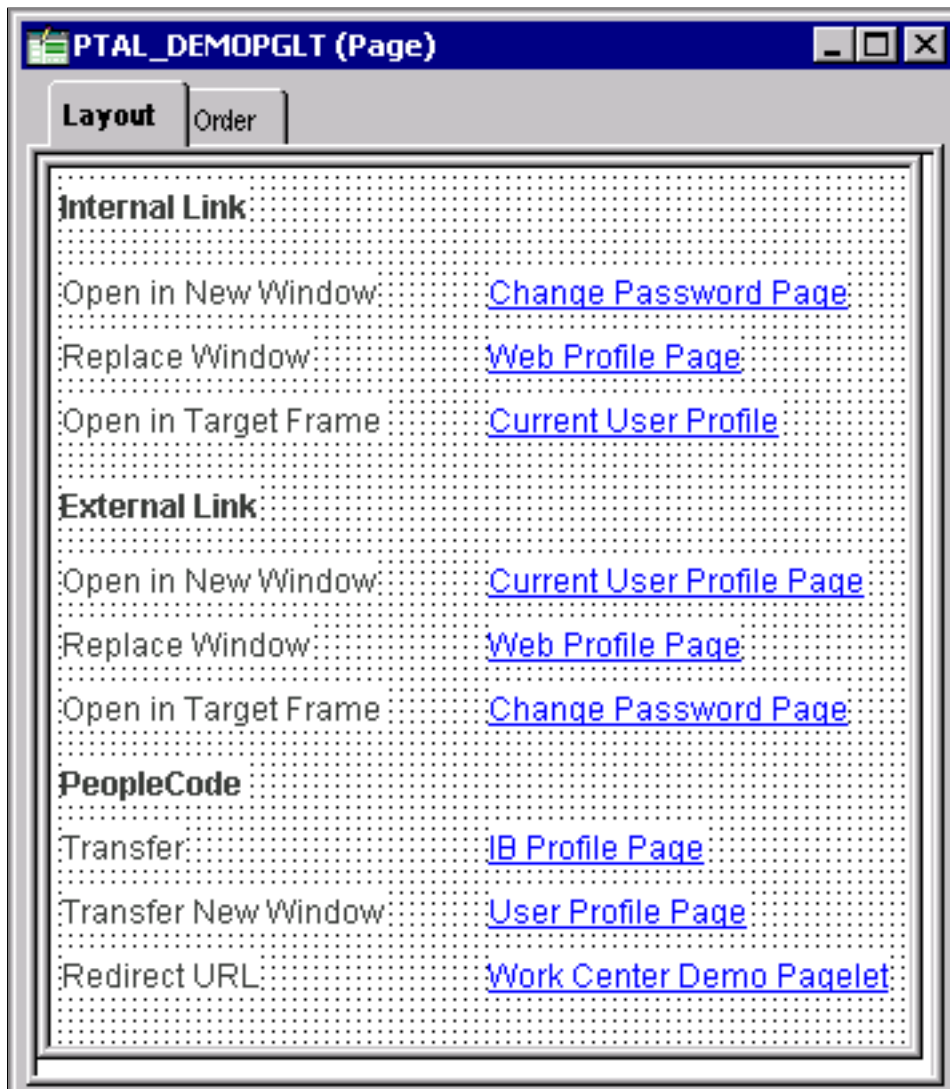 PTAL_DEMOPGLT (Page)
Layout Order
Internal Link
Open in New Window Change Password Page
Replace Window Web Profile Page
Open in Target Frame Current User Profile
External Link
Open in New Window Current User Profile Page
Replace Window Web Profile Page
Open in Target Frame Change Password Page
PeopleCode
Transfer IB Profile Page
Transfer New Window User Profile Page
Redirect URL Work Center Demo Pagelet